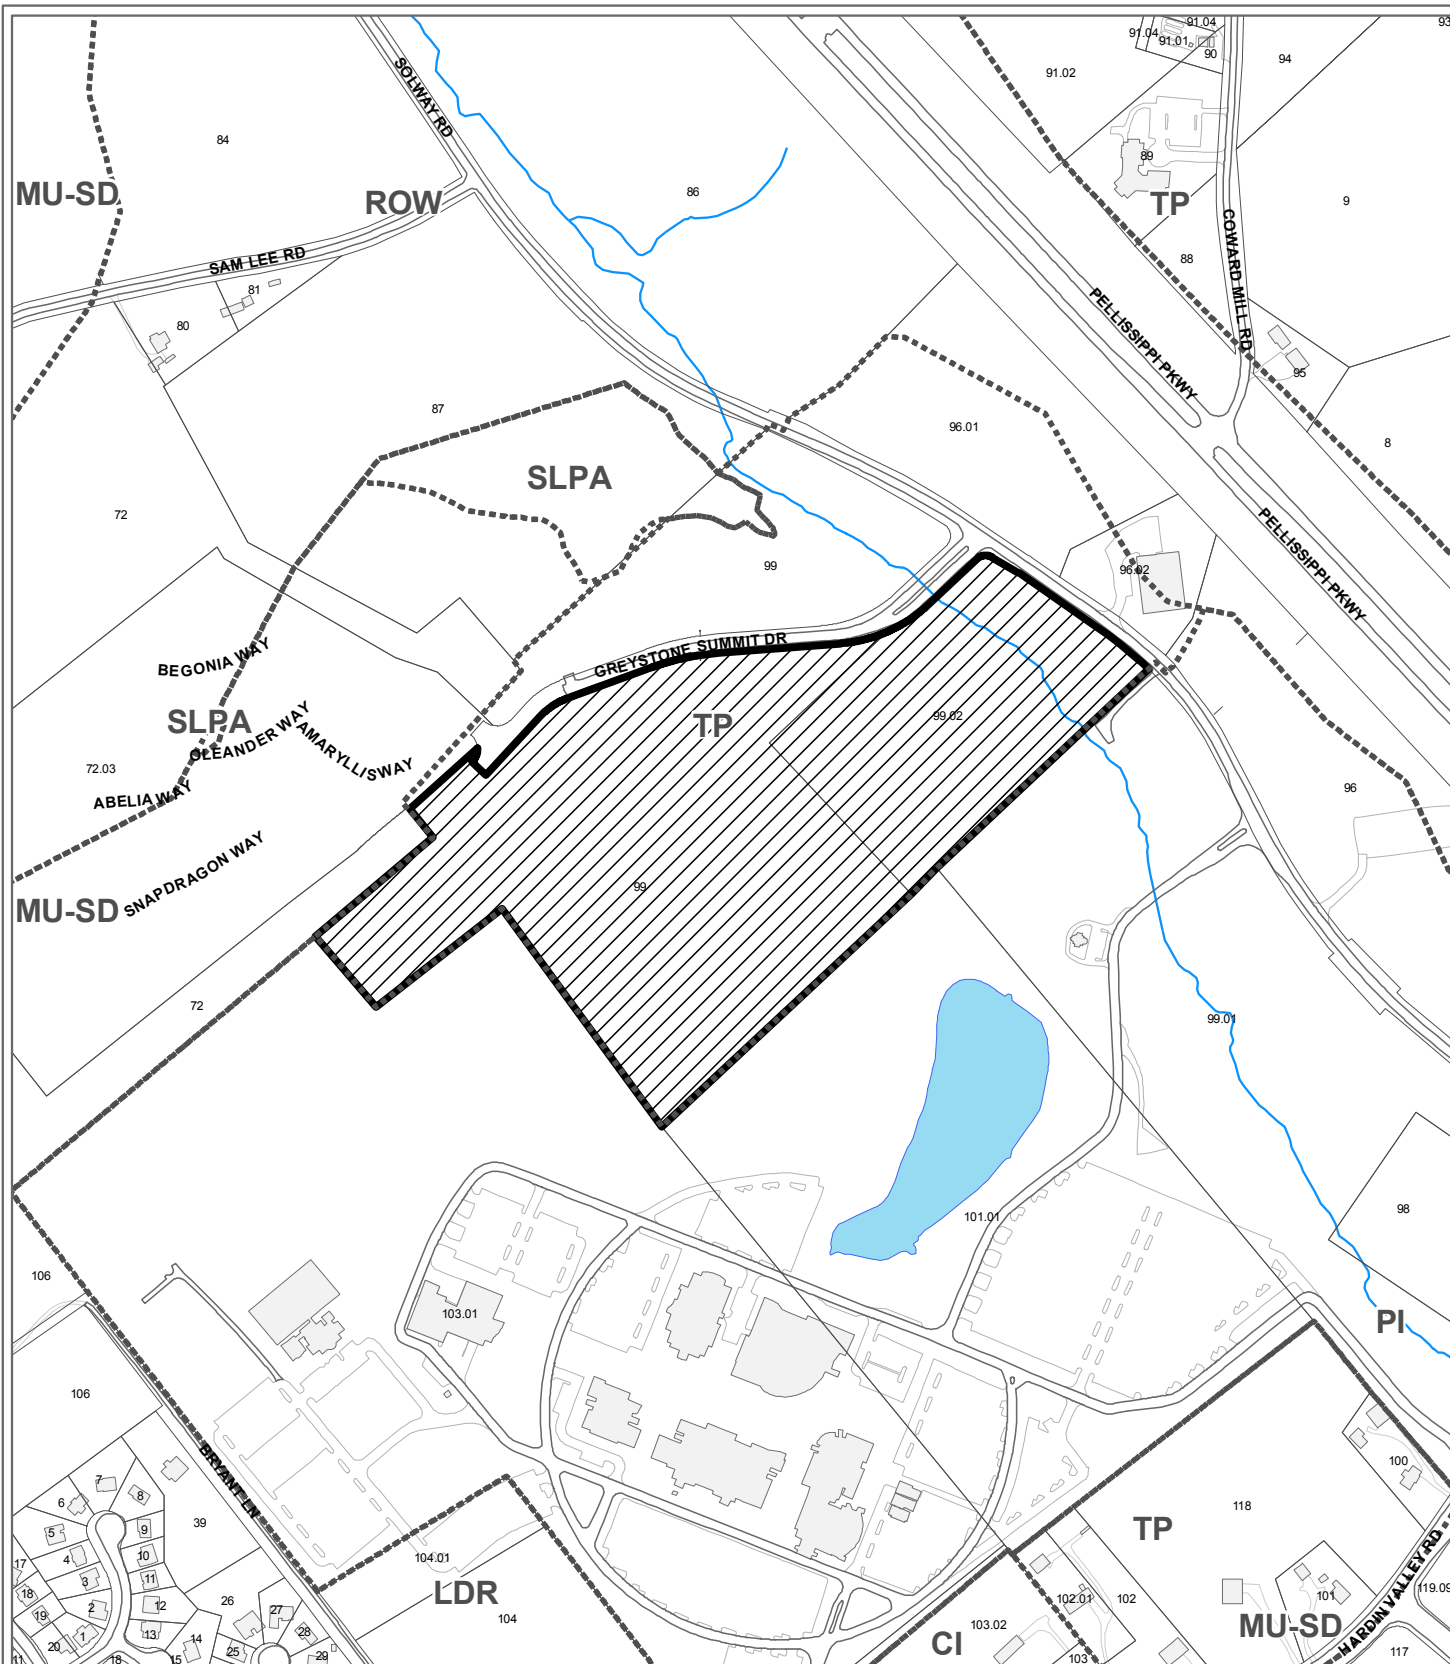 91.04
93
91.04
91.01
90
94
91.02
SOLWAY RD
84
89
86
MU-SD
ROW
TP
9
COWARD MILL RD
88
SAM LEE RD
81
80
PELLISSIPPI PKWY
95
87
96.01
8
SLPA
72
PELLISSIPPI PKWY
99
96.02
GREYSTONE SUMMIT DR
BEGONIA WAY
SLPA
OLEANDER WAY
AMARYLLIS WAY
TP
99.02
72.03
ABELIA WAY
96
SNAPDRAGON WAY
99
MU-SD
72
99.01
98
101.01
106
103.01
PI
106
BRYANT LN
7
8
6
100
5
9
39
118
4
10
TP
17
3
11
104.01
18
2
12
26
27
LDR
102.01
102
101
119.09
19
1
13
28
104
103.02
MU-SD
HARDIN VALLEY RD
20
14
25
CI
11
18
15
29
103
117